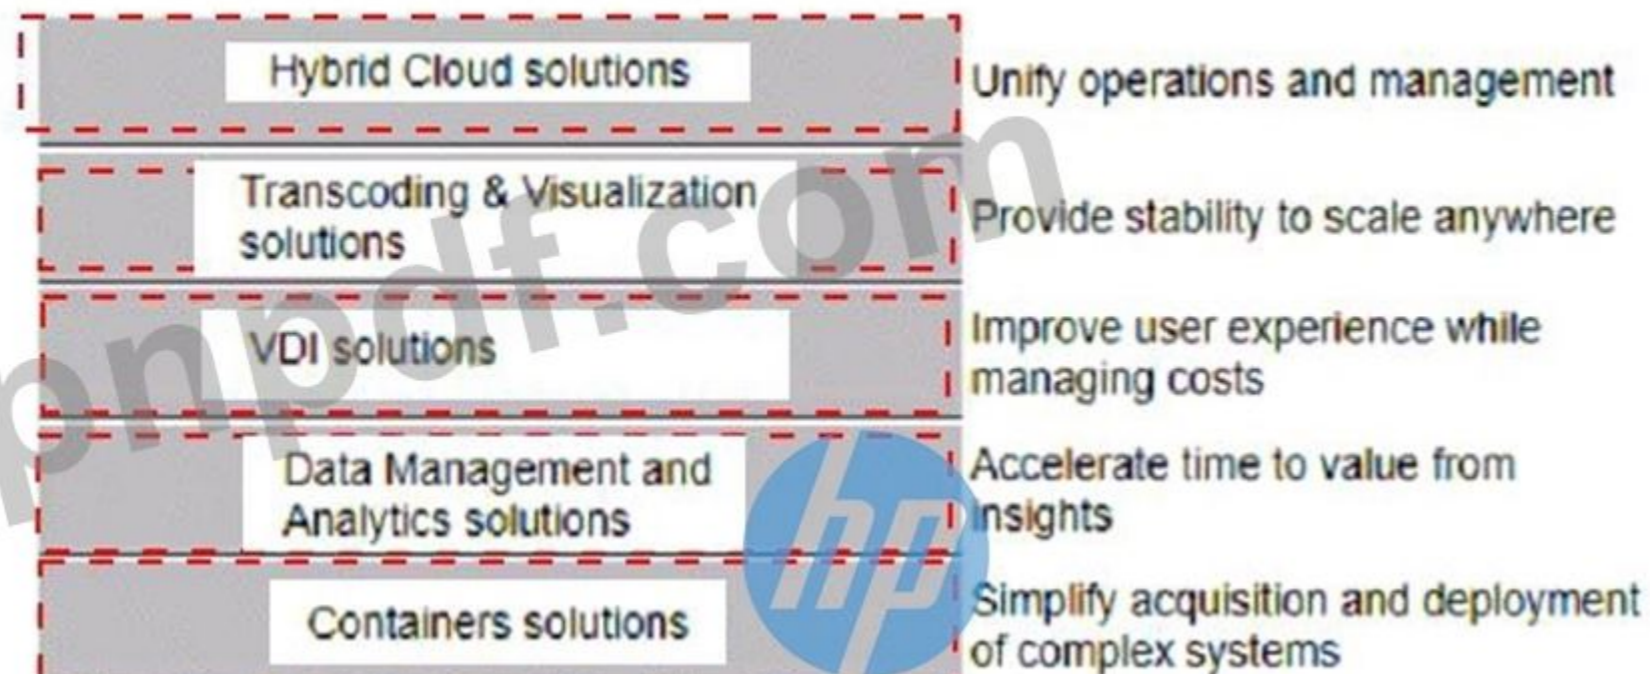 Hybrid Cloud solutions
Unify operations and management
Transcoding & Visualization
solutions
Provide stability to scale anywhere
VDI solutions
Improve user experience while
managing costs
Data Management and
Analytics solutions
Accelerate time to value from
insights
Containers solutions
Simplify acquisition and deployment
of complex systems
pnpdf.com
hp